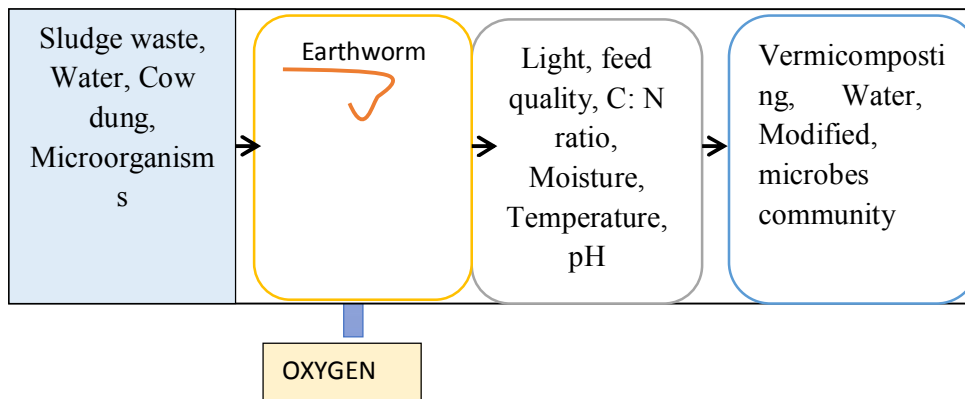 Sludge waste,
Water, Cow
dung,
Microorganism
s
Earthworm
Light, feed
quality, C: N
ratio,
Moisture,
Temperature,
pH
Vermicomposti
ng, Water,
Modified,
microbes
community
OXYGEN